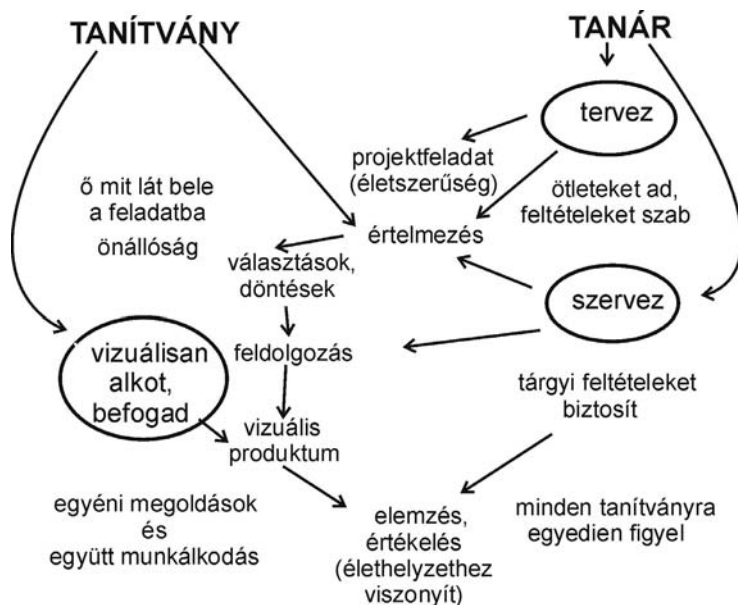 TANÍTVÁNY
TANÁR
tervez
projektfeladat
(életszerűség)
ő mit lát bele
a feladatba
önállóság
ötleteket ad,
feltételeket szab
értelmezés
választások,
döntések
szervez
vizuálisan
alkot,
befogad
feldolgozás
tárgyi feltételeket
biztosít
vizuális
produktum
egyéni megoldások
és
együtt munkálkodás
elemzés,
értékelés
(élethelyzethez
viszonyít)
minden tanítványra
egyedien figyel